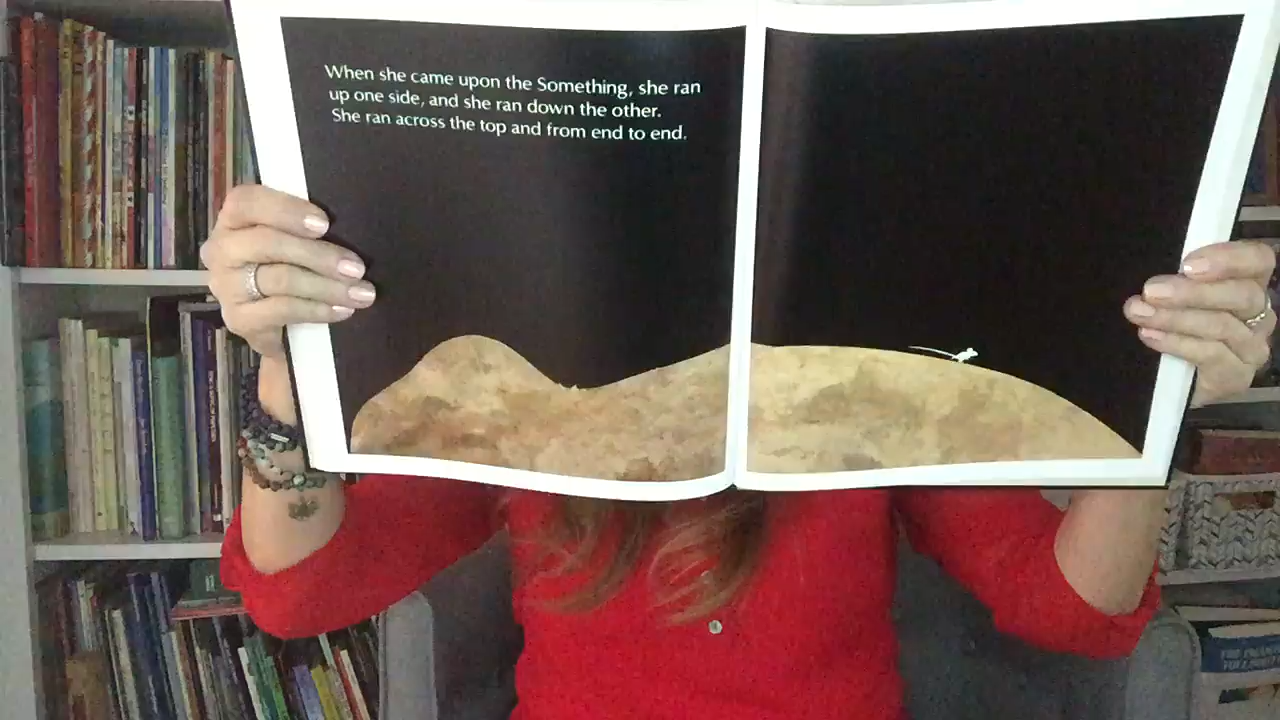 When she came upon the Something, she ran
up one side, and she ran down the other.
She ran across the top and from end to end.